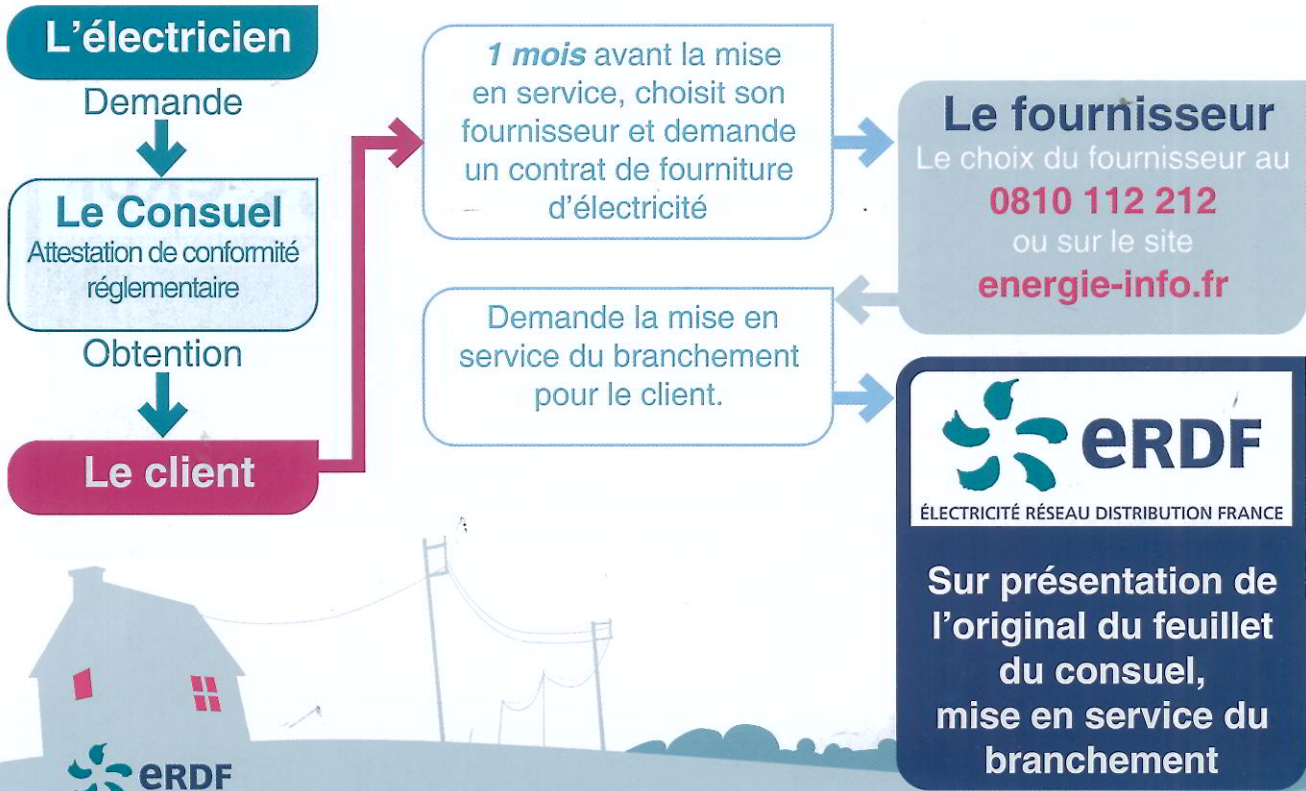 L'électricien
Demande
Le Consuel
Attestation de conformité
réglementaire
Obtention
Le client
1 mois avant la mise
en service, choisit son
fournisseur et demande
un contrat de fourniture
d'électricité
Le fournisseur
Le choix du fournisseur au
0810 112 212
ou sur le site
energie-info.fr
Demande la mise en
service du branchement
pour le client.
eRDF
ÉLECTRICITÉ RÉSEAU DISTRIBUTION FRANCE
Sur présentation de
l'original du feuillet
du consuel,
mise en service du
branchement
eRDF